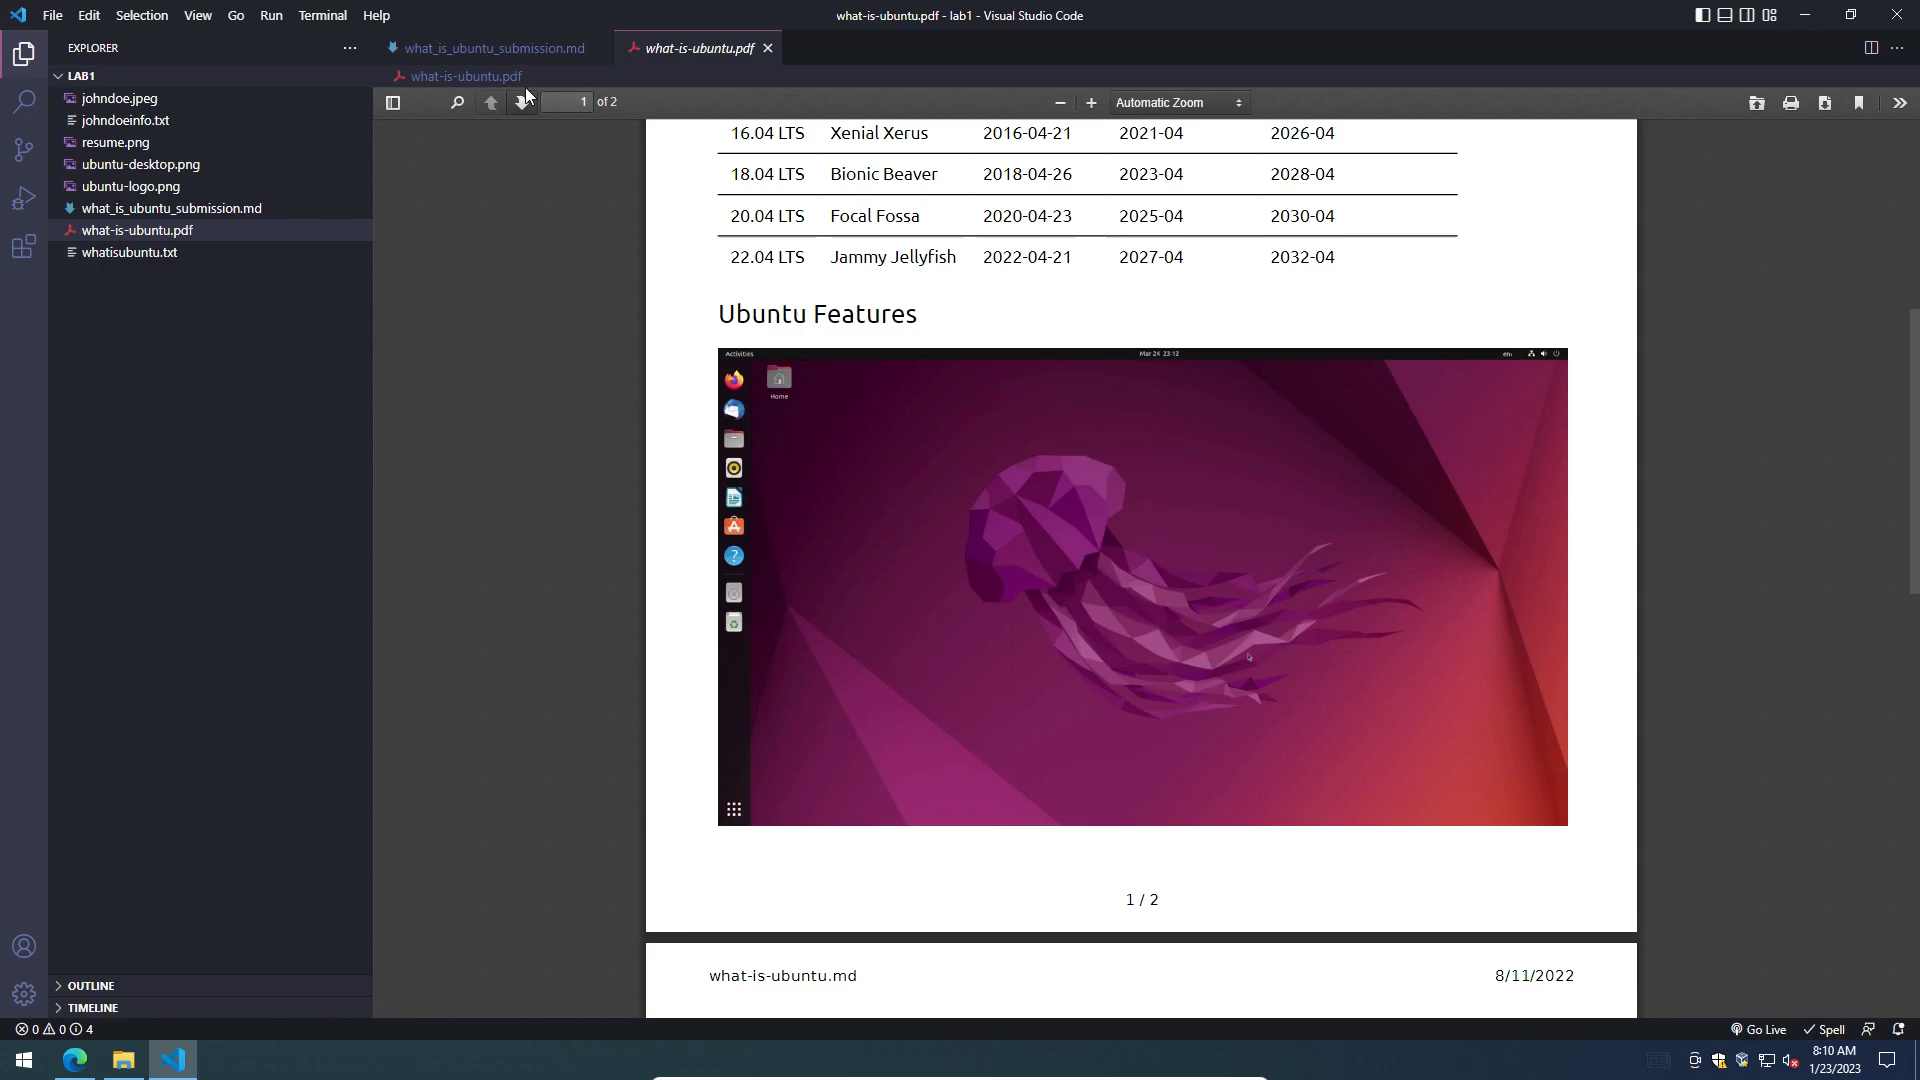 File Edit Selection View Go Run Terminal Help
what-is-ubuntu.pdf - lab1 - Visual Studio Code
EXPLORER
what_is_ubuntu_submission.md
what-is-ubuntu.pdf
LAB1
what-is-ubuntu.pdf
johndoe.jpeg
johndoeinfo.txt
resume.png
ubuntu-desktop.png
ubuntu-logo.png
what_is_ubuntu_submission.md
what-is-ubuntu.pdf
whatisubuntu.txt
1 of 2
Automatic Zoom
16.04 LTS Xenial Xerus 2016-04-21 2021-04 2026-04
18.04 LTS Bionic Beaver 2018-04-26 2023-04 2028-04
20.04 LTS Focal Fossa 2020-04-23 2025-04 2030-04
22.04 LTS Jammy Jellyfish 2022-04-21 2027-04 2032-04
Ubuntu Features
Activities
Mar 24 23:12
en
Home
1 / 2
what-is-ubuntu.md
8/11/2022
OUTLINE
TIMELINE
0 0 4
Go Live
Spell
8:10 AM
1/23/2023